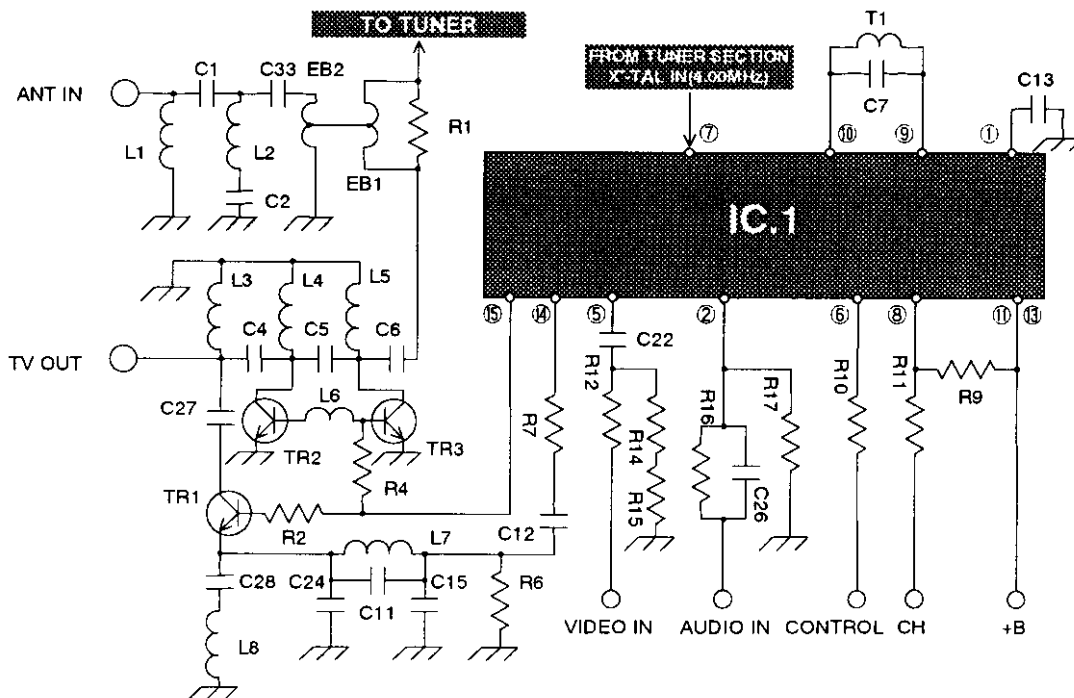 TO TUNER
T1
FROM TUNER SECTION
X'-TAL IN(4.00MHz)
C1
C33
EB2
C13
ANT IN
C7
R1
⑦
⑩
⑨
①
L1
L2
EB1
C2
IC.1
L3
L4
L5
⑮
⑭
⑤
②
⑥
⑧
⑪
⑬
C4
C5
C6
C22
TV OUT
R12
R10
R11
R9
C27
L6
R7
R16
R17
TR2
TR3
R14
TR1
R4
R15
C26
R2
L7
C12
C28
C24
C15
R6
C11
VIDEO IN
AUDIO IN
CONTROL
CH
+B
L8